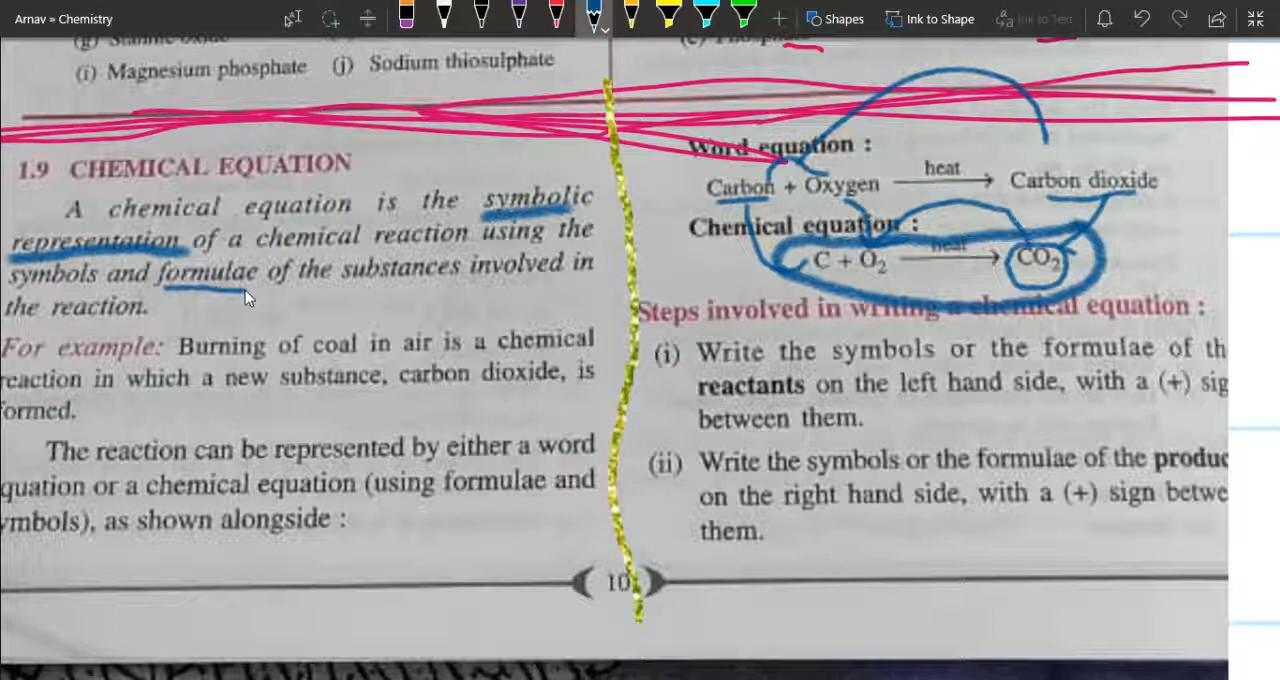 Arnav » Chemistry
Shapes
Ink to Shape
Ink to Text
(g) Stannic oxide
(i) Magnesium phosphate (j) Sodium thiosulphate
1.9 CHEMICAL EQUATION
A chemical equation is the symbolic
representation of a chemical reaction using the
symbols and formulae of the substances involved in
the reaction.
For example: Burning of coal in air is a chemical
reaction in which a new substance, carbon dioxide, is
formed.
The reaction can be represented by either a word
quation or a chemical equation (using formulae and
ymbols), as shown alongside :
Word equation :
Carbon + Oxygen heat → Carbon dioxide
Chemical equation :
C + O₂ heat → CO₂
Steps involved in writing a chemical equation :
(i) Write the symbols or the formulae of th
reactants on the left hand side, with a (+) sig
between them.
(ii) Write the symbols or the formulae of the produc
on the right hand side, with a (+) sign betwe
them.
10